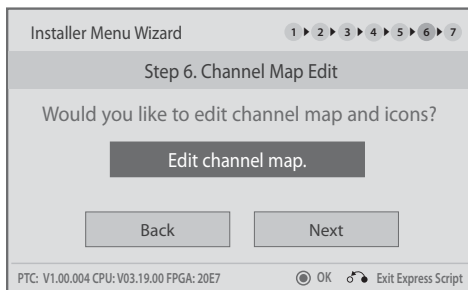 Installer Menu Wizard 1 2 3 4 5 6 7
Step 6. Channel Map Edit
Would you like to edit channel map and icons?
Edit channel map.
Back Next
PTC: V1.00.004 CPU: V03.19.00 FPGA: 20E7 OK Exit Express Script